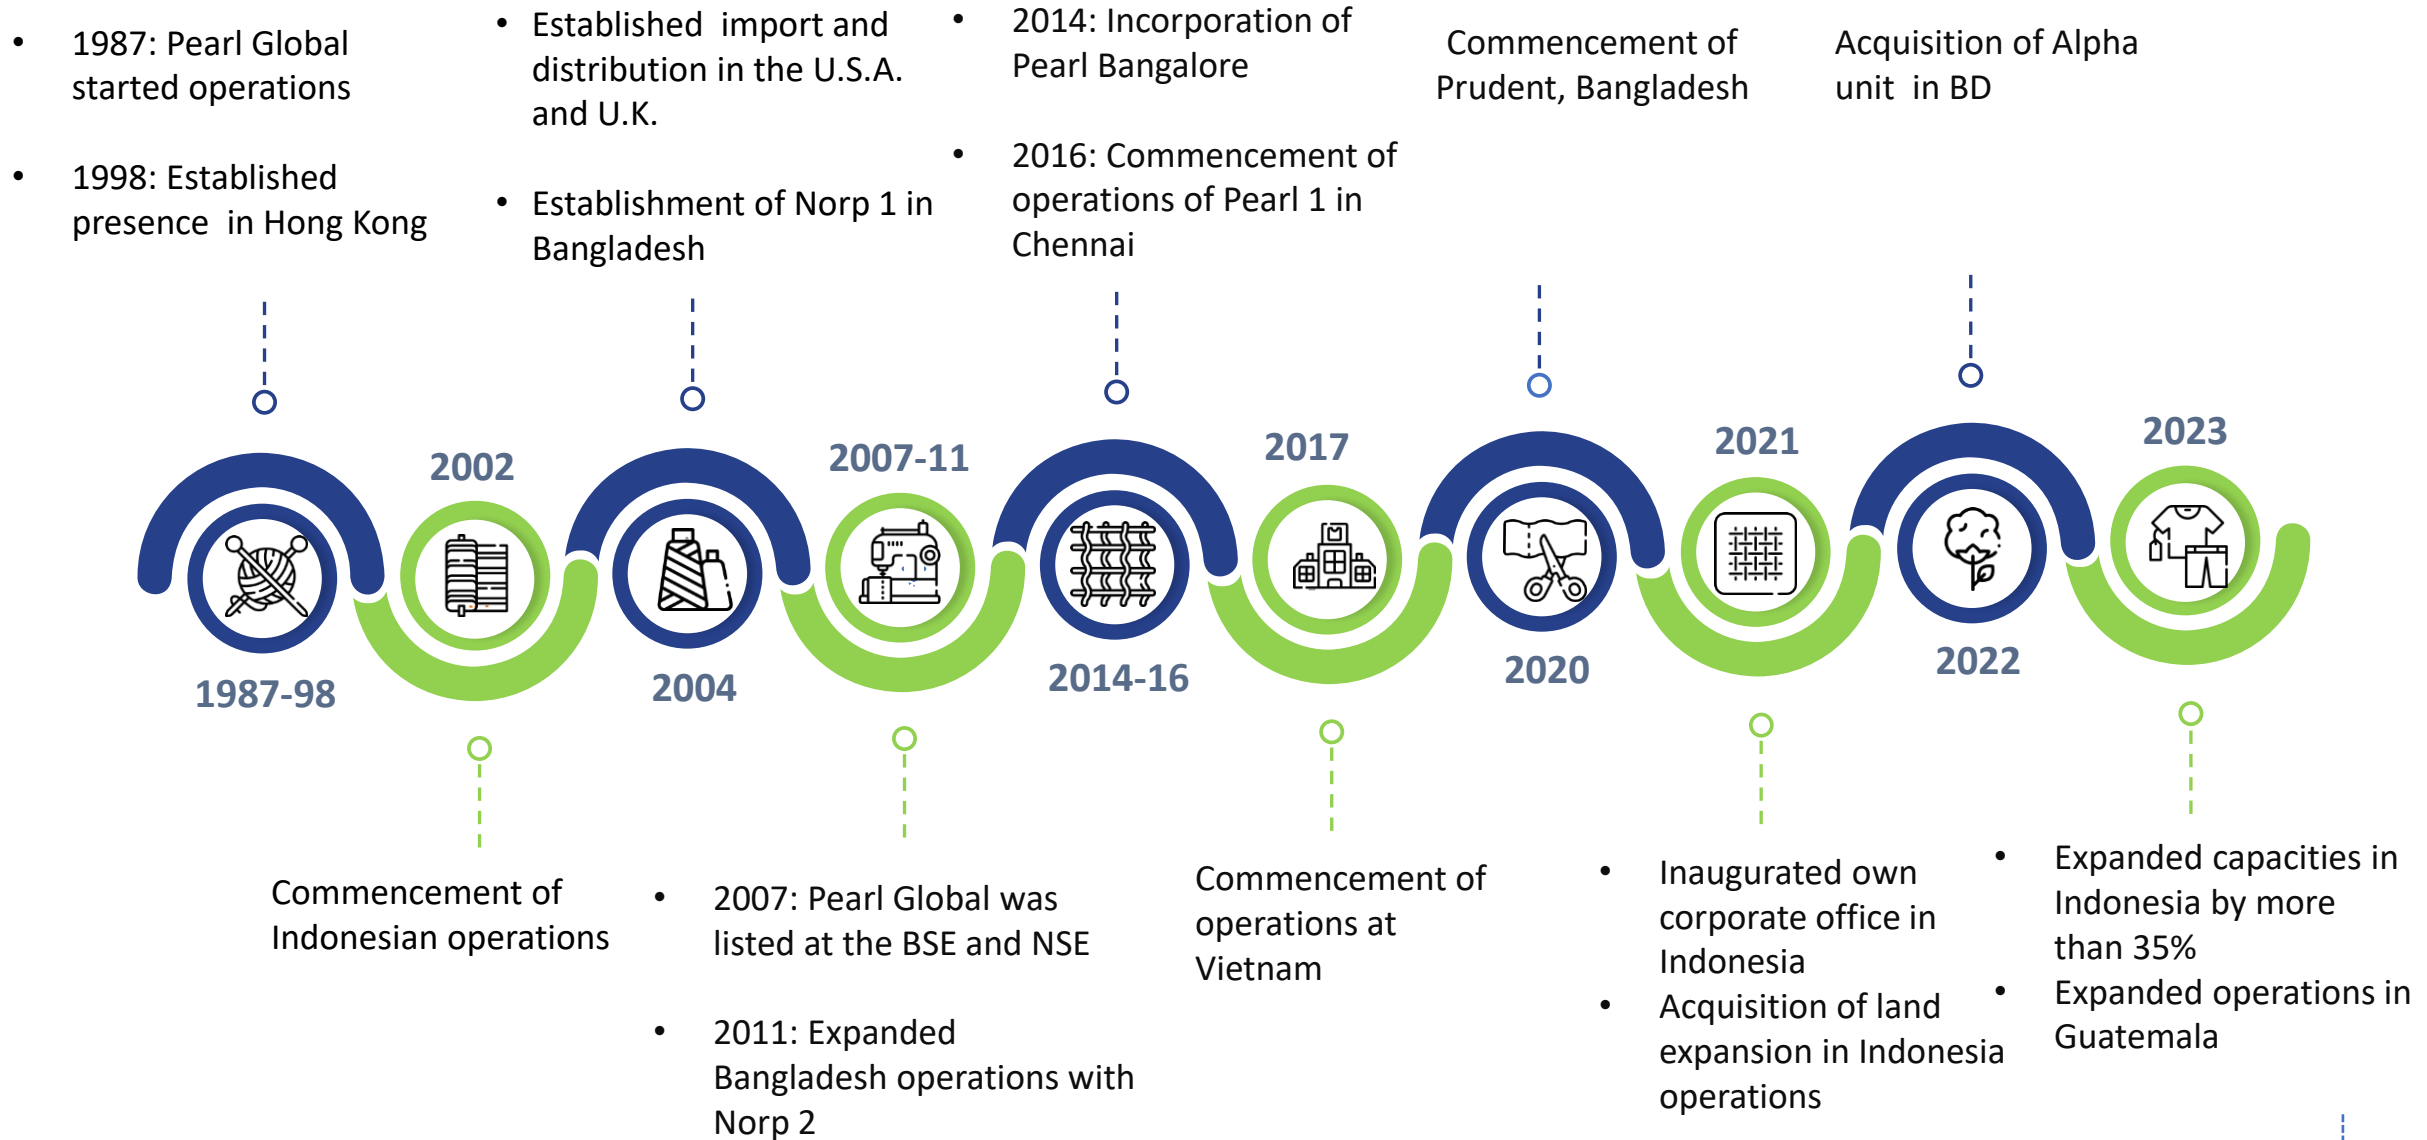 • 1987: Pearl Global
started operations
• 1998: Established
presence in Hong Kong
• Established import and
distribution in the U.S.A.
and U.K.
• Establishment of Norp 1 in
Bangladesh
• 2014: Incorporation of
Pearl Bangalore
• 2016: Commencement of
operations of Pearl 1 in
Chennai
Commencement of
Prudent, Bangladesh
Acquisition of Alpha
unit in BD
1987-98
2002
2004
2007-11
2014-16
2017
2020
2021
2022
2023
Commencement of
Indonesian operations
• 2007: Pearl Global was
listed at the BSE and NSE
• 2011: Expanded
Bangladesh operations with
Norp 2
Commencement of
operations at
Vietnam
• Inaugurated own
corporate office in
Indonesia
• Acquisition of land
expansion in Indonesia
operations
• Expanded capacities in
Indonesia by more
than 35%
• Expanded operations in
Guatemala